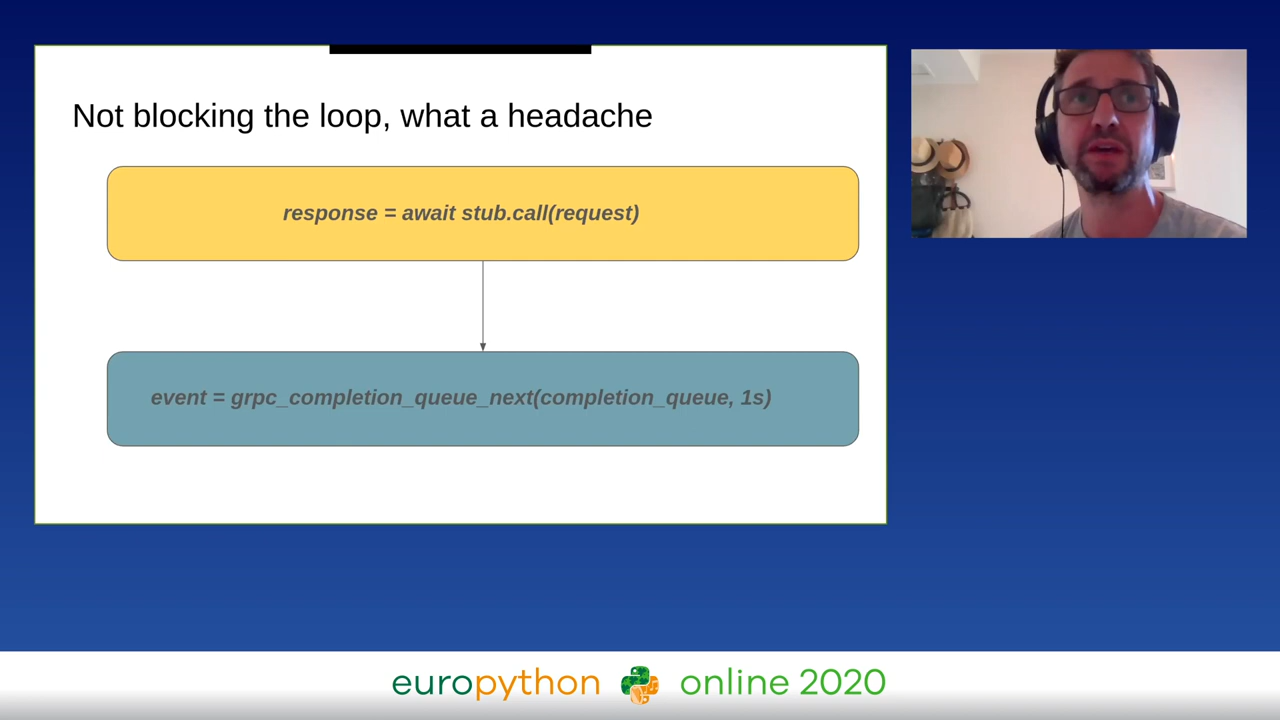 Not blocking the loop, what a headache
response = await stub.call(request)
event = grpc_completion_queue_next(completion_queue, 1s)
europython online 2020